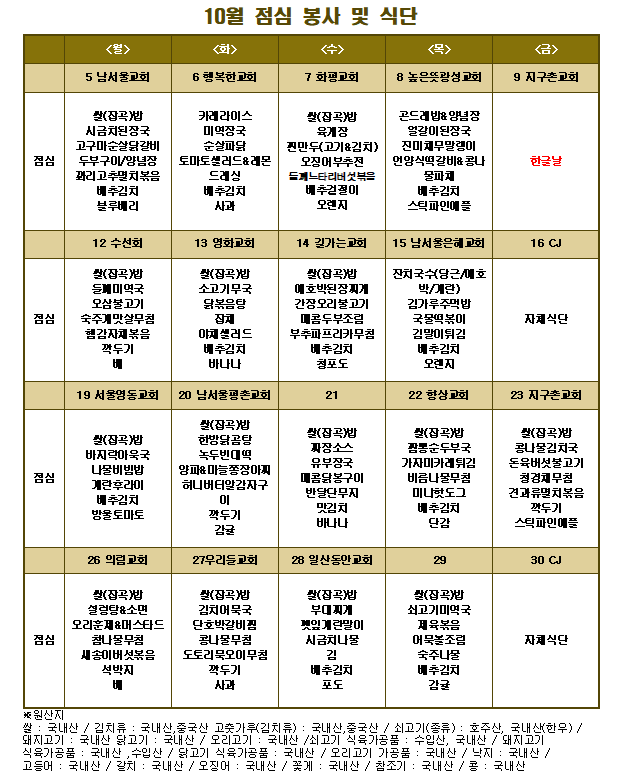 10월 점심 봉사 및 식단
<월> <화> <수> <목> <금>
5 남서울교회 6 행복한교회 7 화평교회 8 높은뜻광성교회 9 지구촌교회
점심
쌀(잡곡)밥
시금치된장국
고구마순살닭갈비
두부구이/양념장
꽈리고추멸치볶음
배추김치
블루베리
카레라이스
미역장국
순살파닭
토마토샐러드&레몬
드레싱
배추김치
사과
쌀(잡곡)밥
육개장
찐만두(고기&김치)
오징어부추전
들깨느타리버섯볶음
배추겉절이
오렌지
곤드레밥&양념장
얼갈이된장국
진미채무말랭이
언양식떡갈비&콩나
물파채
배추김치
스틱파인애플
한글날
12 수선회 13 영화교회 14 길가는교회 15 남서울은혜교회 16 CJ
점심
쌀(잡곡)밥
들깨미역국
오삼불고기
숙주게맛살무침
햄감자채볶음
깍두기
배
쌀(잡곡)밥
소고기무국
닭볶음탕
잡채
야채샐러드
배추김치
바나나
쌀(잡곡)밥
애호박된장찌개
간장오리불고기
매콤두부조림
부추파프리카무침
배추김치
청포도
잔치국수(당근/애호
박/계란)
김가루주먹밥
국물떡볶이
김말이튀김
배추김치
오렌지
자체식단
19 서울영동교회 20 남서울평촌교회 21 22 향상교회 23 지구촌교회
점심
쌀(잡곡)밥
바지락아욱국
나물비빔밥
계란후라이
배추김치
방울토마토
쌀(잡곡)밥
한방닭곰탕
녹두빈대떡
양파&마늘쫑장아찌
허니버터알감자구
이
깍두기
감귤
쌀(잡곡)밥
짜장소스
유부장국
매콤닭봉구이
반달단무지
맛김치
바나나
쌀(잡곡)밥
짬뽕순두부국
가자미카레튀김
비름나물무침
미니핫도그
배추김치
단감
쌀(잡곡)밥
콩나물김치국
돈육버섯불고기
청경채무침
견과류멸치볶음
깍두기
스틱파인애플
26 의림교회 27우리들교회 28 일산동안교회 29 30 CJ
점심
쌀(잡곡)밥
설렁탕&소면
오리훈제&머스타드
참나물무침
새송이버섯볶음
석박지
배
쌀(잡곡)밥
김치어묵국
단호박갈비찜
콩나물무침
도토리묵오이무침
깍두기
사과
쌀(잡곡)밥
부대찌개
깻잎계란말이
시금치나물
김
배추김치
포도
쌀(잡곡)밥
쇠고기미역국
제육볶음
어묵볼조림
숙주나물
배추김치
감귤
자체식단
※원산지
쌀 : 국내산 / 김치류 : 국내산,중국산 고춧가루(김치류) : 국내산,중국산 / 쇠고기(종류) : 호주산, 국내산(한우) /
돼지고기 : 국내산 닭고기 : 국내산 / 오리고기 : 국내산 /쇠고기 식육가공품 : 수입산, 국내산 / 돼지고기
식육가공품 : 국내산 ,수입산 / 닭고기 식육가공품 : 국내산 / 오리고기 가공품 : 국내산 / 낙지 : 국내산 /
고등어 : 국내산 / 갈치 : 국내산 / 오징어 : 국내산 / 꽃게 : 국내산 / 참조기 : 국내산 / 콩 : 국내산